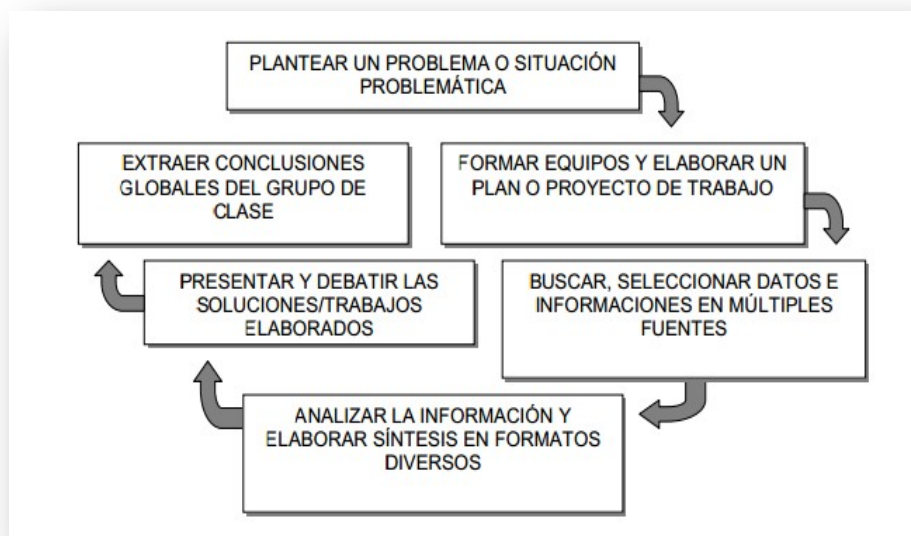 PLANTEAR UN PROBLEMA O SITUACIÓN
PROBLEMÁTICA
FORMAR EQUIPOS Y ELABORAR UN
PLAN O PROYECTO DE TRABAJO
BUSCAR, SELECCIONAR DATOS E
INFORMACIONES EN MÚLTIPLES
FUENTES
ANALIZAR LA INFORMACIÓN Y
ELABORAR SÍNTESIS EN FORMATOS
DIVERSOS
PRESENTAR Y DEBATIR LAS
SOLUCIONES/TRABAJOS
ELABORADOS
EXTRAER CONCLUSIONES
GLOBALES DEL GRUPO DE
CLASE